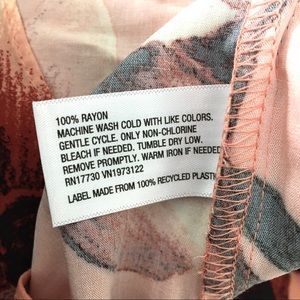 100% RAYON
MACHINE WASH COLD WITH LIKE COLORS.
GENTLE CYCLE. ONLY NON-CHLORINE
BLEACH IF NEEDED. TUMBLE DRY LOW.
REMOVE PROMPTLY. WARM IRON IF NEEDED
RN17730 VN1973122
LABEL MADE FROM 100% RECYCLED PLAST